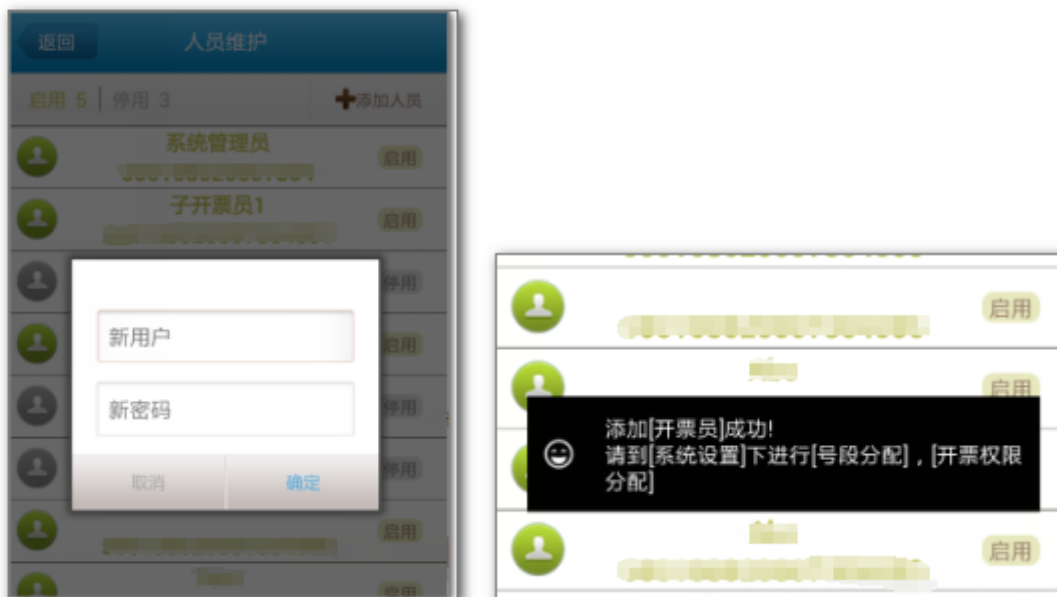 返回
人员维护
启用 5
停用 3
添加人员
系统管理员
启用
子开票员1
启用
停用
启用
停用
停用
启用
启用
新用户
新密码
取消
确定
启用
启用
添加[开票员]成功!
请到[系统设置]下进行[号段分配]，[开票权限
分配]
启用